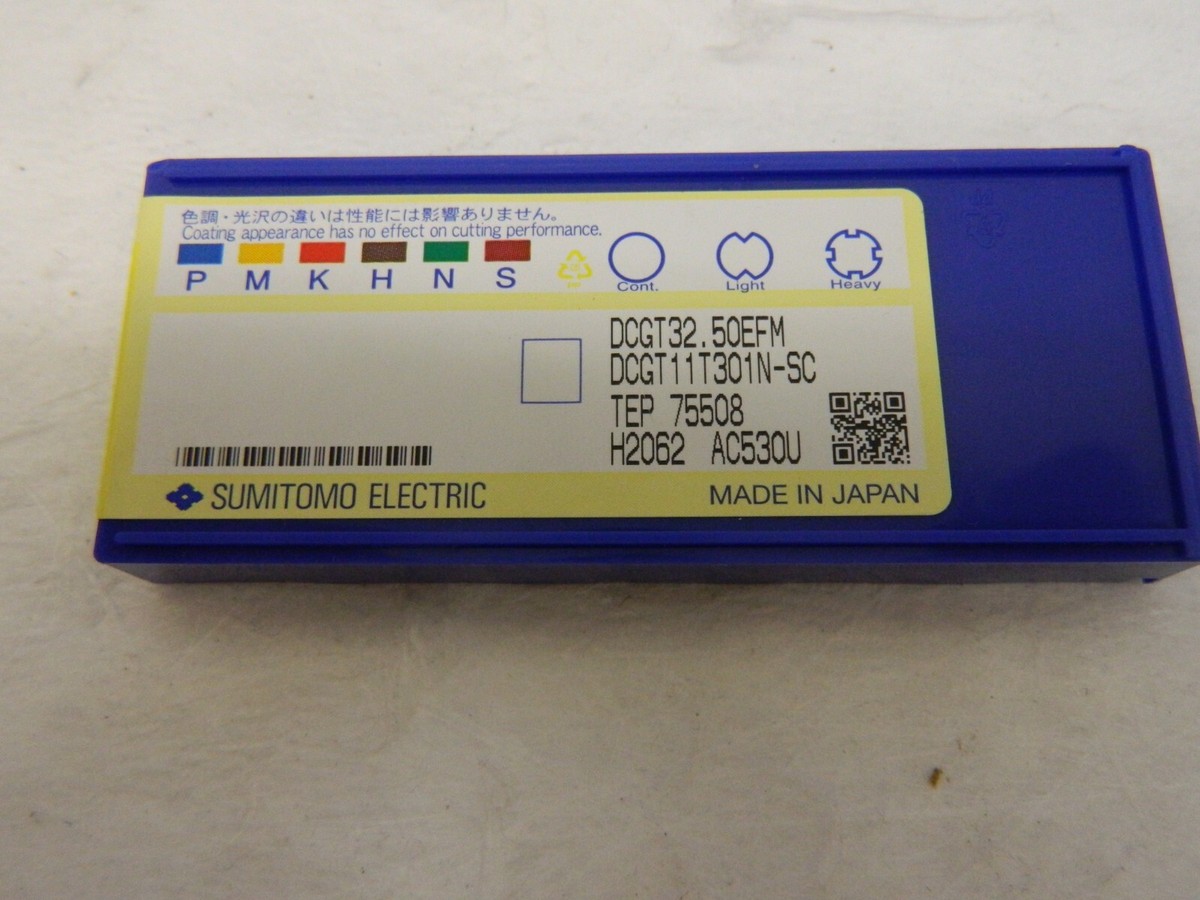 色調・光沢の違いは性能には影響ありません。
Coating appearance has no effect on cutting performance.
P M K H N S
Cont. Light Heavy
DCGT32.50EFM
DCGT11T301N-SC
TEP 75508
H2062 AC530U
SUMITOMO ELECTRIC
MADE IN JAPAN